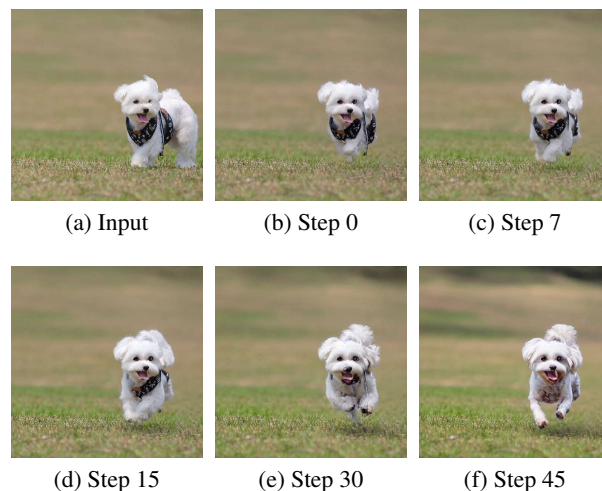 (a) Input
(b) Step 0
(c) Step 7
(d) Step 15
(e) Step 30
(f) Step 45